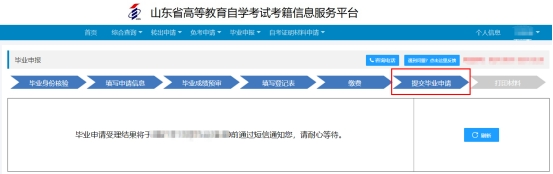 山东省高等教育自学考试考籍信息服务平台
首页 综合查询 转出申请 免考申请 毕业申报 自考证明材料申请 个人信息
毕业申报
毕业身份核验 填写申请信息 毕业成绩预审 填写登记表 缴费 提交毕业申请 打印材料
毕业申请受理结果将于 前通过短信通知您，请耐心等待。
刷新